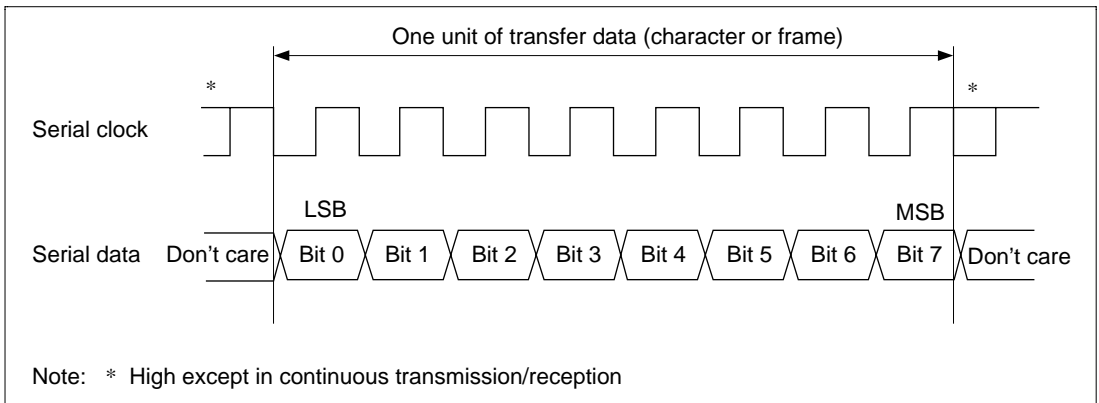 One unit of transfer data (character or frame)
* *
Serial clock
LSB MSB
Serial data Don't care Bit 0 Bit 1 Bit 2 Bit 3 Bit 4 Bit 5 Bit 6 Bit 7 Don't care
Note: * High except in continuous transmission/reception